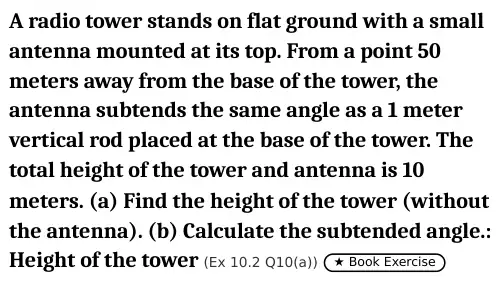 A radio tower stands on flat ground with a small
antenna mounted at its top. From a point 50
meters away from the base of the tower, the
antenna subtends the same angle as a 1 meter
vertical rod placed at the base of the tower. The
total height of the tower and antenna is 10
meters. (a) Find the height of the tower (without
the antenna). (b) Calculate the subtended angle.:
Height of the tower (Ex 10.2 Q10(a)) ★ Book Exercise